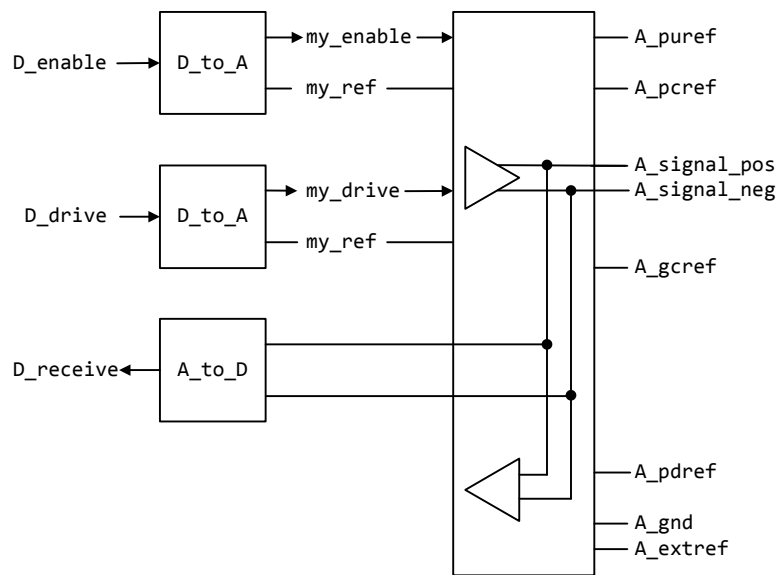 my_enable
A_puref
D_enable
D_to_A
my_ref
A_pcref
A_signal_pos
my_drive
A_signal_neg
D_drive
D_to_A
my_ref
A_gcref
D_receive
A_to_D
A_pdref
A_gnd
A_extref